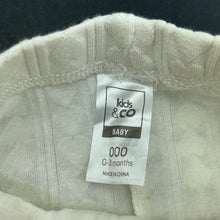 kids
&co
BABY
000
0-3 months
MADE IN CHINA